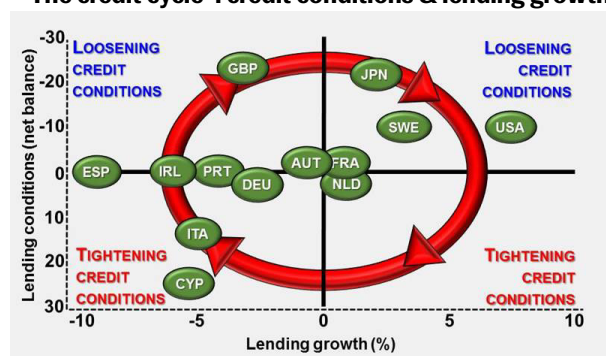 The credit cycle – credit conditions & lending growth
-30
-20
-10
0
10
20
30
Lending conditions (net balance)
LOOSENING
CREDIT
CONDITIONS
LOOSENING
CREDIT
CONDITIONS
GBP
JPN
SWE
USA
ESP
IRL
PRT
DEU
AUT
FRA
NLD
ITA
CYP
TIGHTENING
CREDIT
CONDITIONS
TIGHTENING
CREDIT
CONDITIONS
-10
-5
0
5
10
Lending growth (%)